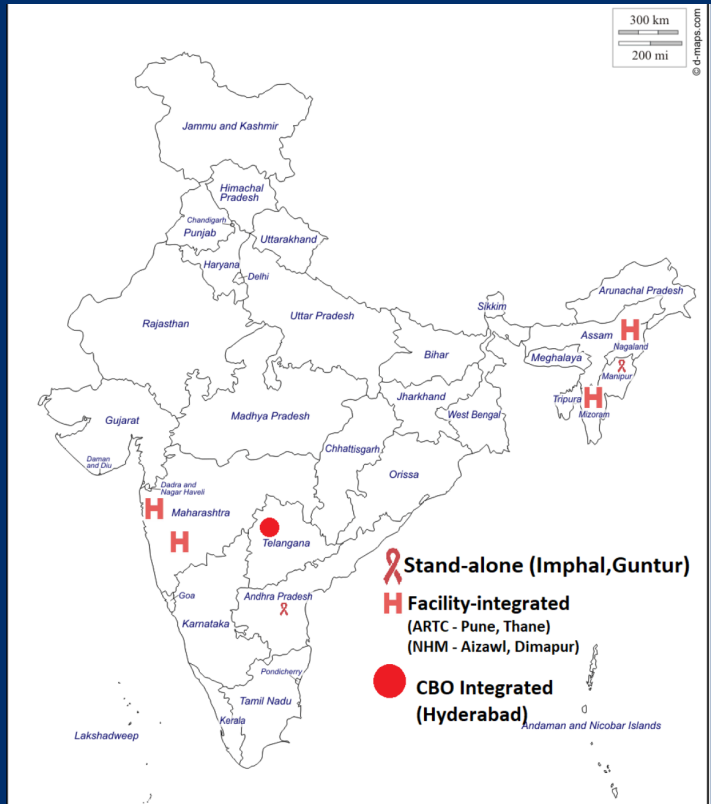 300 km
200 mi
© d-maps.com
Jammu and Kashmir
Himachal
Pradesh
Chandigarh
Punjab
Uttarakhand
Haryana
Delhi
Arunachal Pradesh
Sikkim
Uttar Pradesh
Rajasthan
Assam
H
Nagaland
Bihar
Meghalaya
Manipur
Jharkhand
Tripura
H
Mizoram
Gujarat
Madhya Pradesh
West Bengal
Chhattisgarh
Daman
and Diu
Orissa
Dadra and
Nagar Haveli
H
Maharashtra
H
Telangana
Stand-alone (Imphal,Guntur)
Goa
Andhra Pradesh
H Facility-integrated
Karnataka
(ARTC - Pune, Thane)
(NHM - Aizawl, Dimapur)
Pondicherry
CBO Integrated
(Hyderabad)
Tamil Nadu
Kerala
Andaman and Nicobar Islands
Lakshadweep